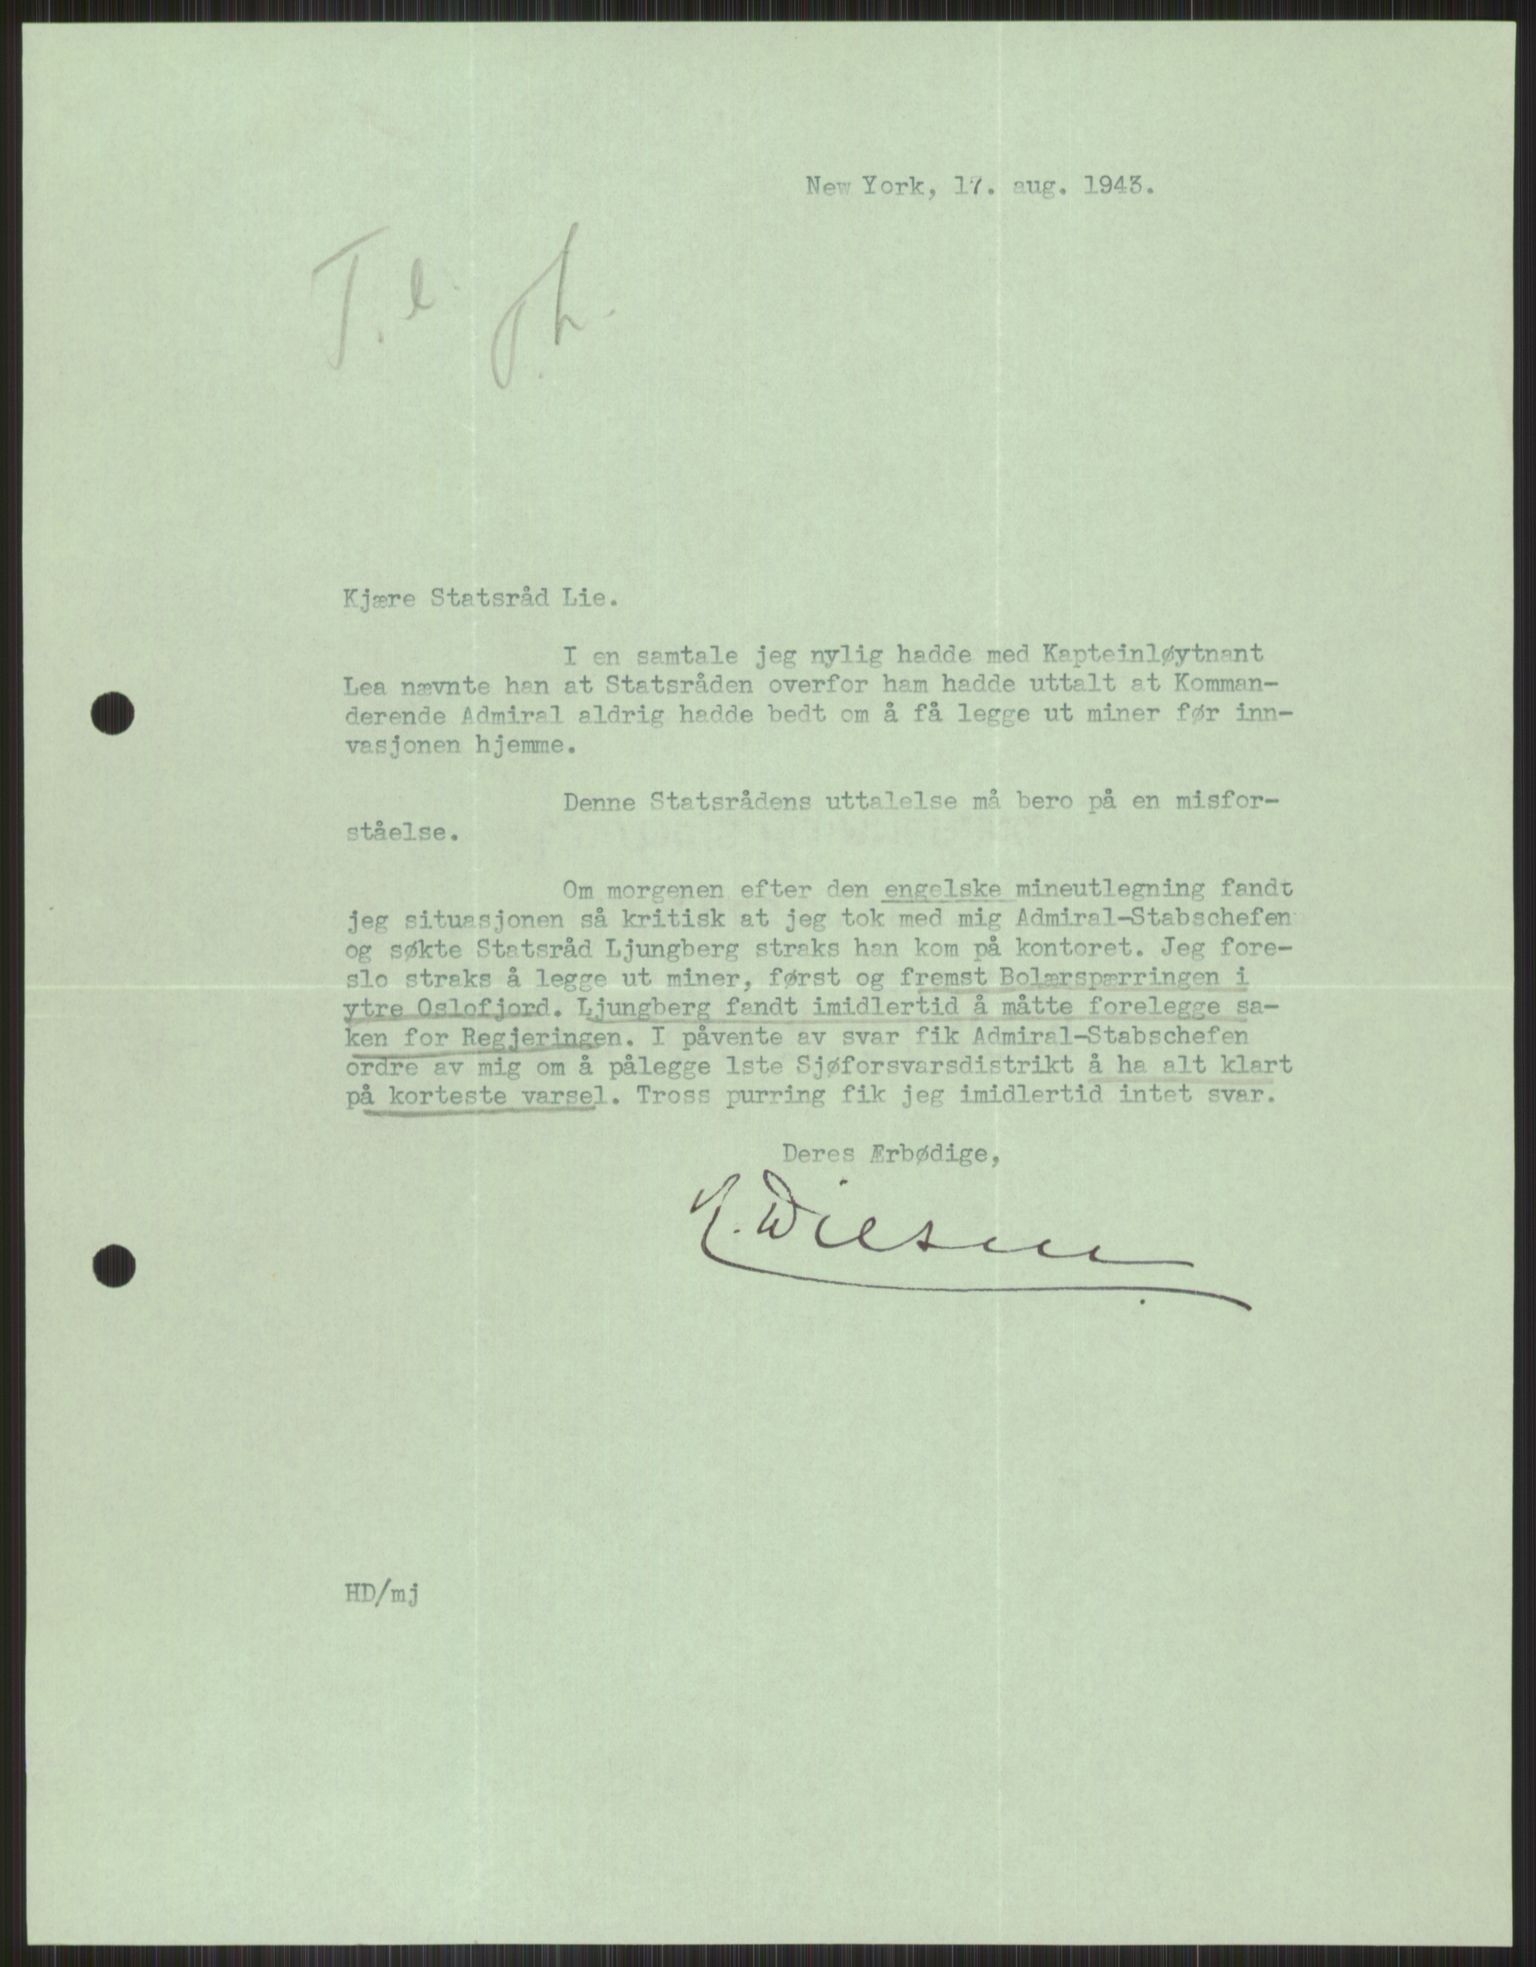 New York, 17. aug. 1943.
T.l.
Kjære Statsråd Lie.
I en samtale jeg nylig hadde med Kapteinløytnant
Lea nævnte han at Statsråden overfor ham hadde uttalt at Komman-
derende Admiral aldrig hadde bedt om å få legge ut miner før inn-
vasjonen hjemme.
Denne Statsrådens uttalelse må bero på en misfor-
ståelse.
Om morgenen efter den engelske mineutlegning fandt
jeg situasjonen så kritisk at jeg tok med mig Admiral-Stabschefen
og søkte Statsråd Ljungberg straks han kom på kontoret. Jeg fore-
slo straks å legge ut miner, først og fremst Bolærspærringen i
ytre Oslofjord. Ljungberg fandt imidlertid å måtte forelegge sa-
ken for Regjeringen. I påvente av svar fik Admiral-Stabschefen
ordre av mig om å pålegge 1ste Sjøforsvarsdistrikt å ha alt klart
på korteste varsel. Tross purring fik jeg imidlertid intet svar.
Deres Ærbødige,
H. Diesen
HD/mj